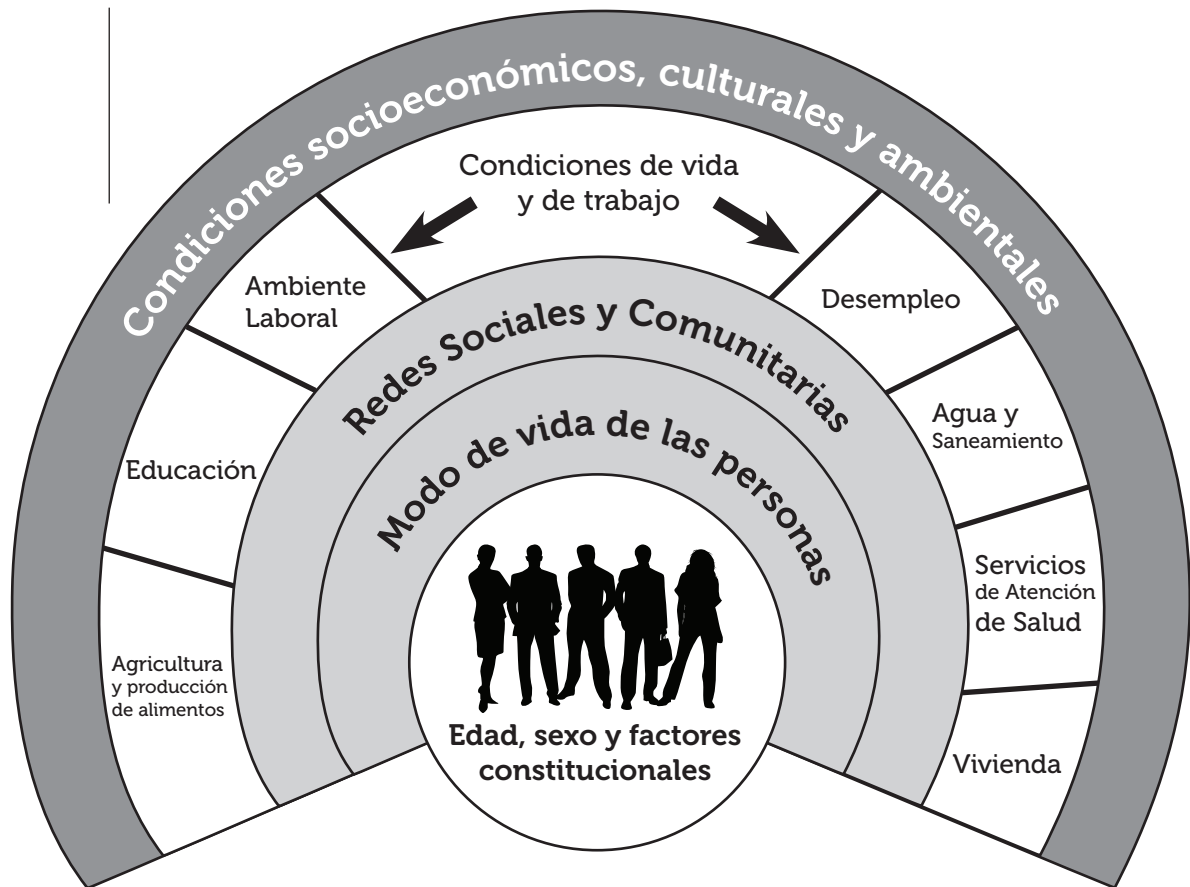 Condiciones socioeconómicos, culturales y ambientales
Condiciones de vida
y de trabajo
Ambiente
Laboral
Desempleo
Redes Sociales y Comunitarias
Educación
Agua y
Saneamiento
Modo de vida de las personas
Servicios
de Atención
de Salud
Agricultura
y producción
de alimentos
Vivienda
Edad, sexo y factores
constitucionales